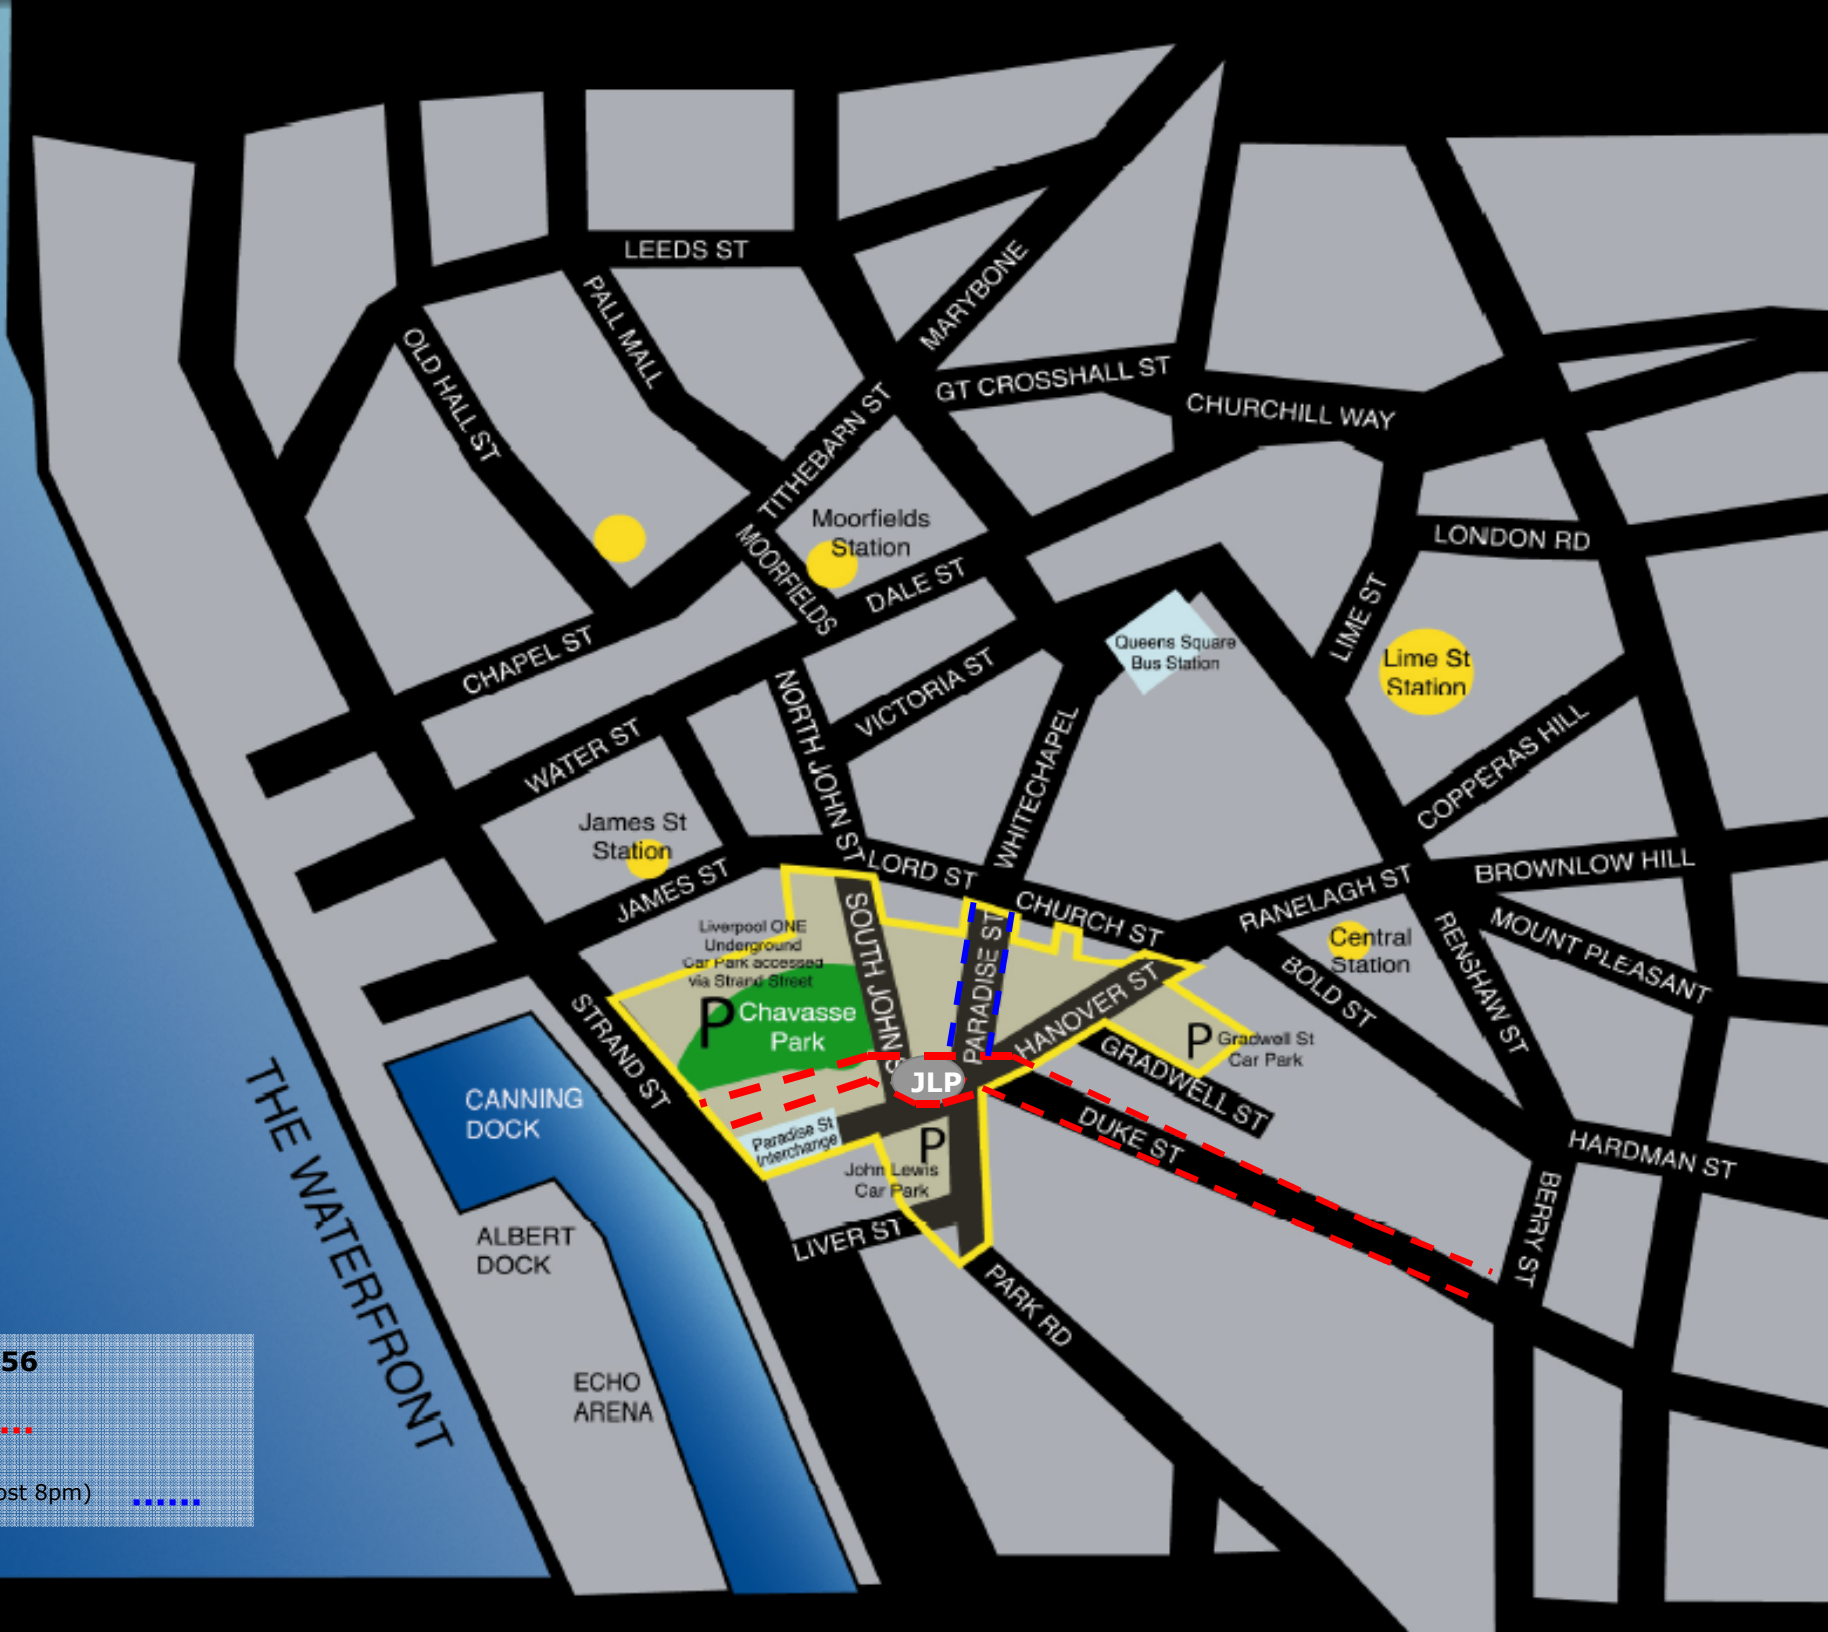 LEEDS ST
PALL MALL
OLD HALL ST
MARYBONE
GT CROSSHALL ST
CHURCHILL WAY
TITHEBARN ST
Moorfields
Station
MOORFIELDS
DALE ST
LONDON RD
LIME ST
Lime St
Station
Queens Square
Bus Station
CHAPEL ST
WATER ST
NORTH JOHN ST
VICTORIA ST
WHITECHAPEL
COPPERAS HILL
James St
Station
JAMES ST
LORD ST
CHURCH ST
RANELAGH ST
BROWNLOW HILL
MOUNT PLEASANT
RENSHAW ST
Central
Station
BOLD ST
Liverpool ONE
Underground
Car Park accessed
via Strand Street
P
Chavasse
Park
SOUTH JOHN S
PARADISE ST
HANOVER ST
P
Gradwell St
Car Park
GRADWELL ST
STRAND ST
JLP
DUKE ST
HARDMAN ST
BERRY ST
Paradise St
Interchange
P
John Lewis
Car Park
LIVER ST
PARK RD
CANNING
DOCK
ALBERT
DOCK
ECHO
ARENA
THE WATERFRONT
56
ost 8pm)